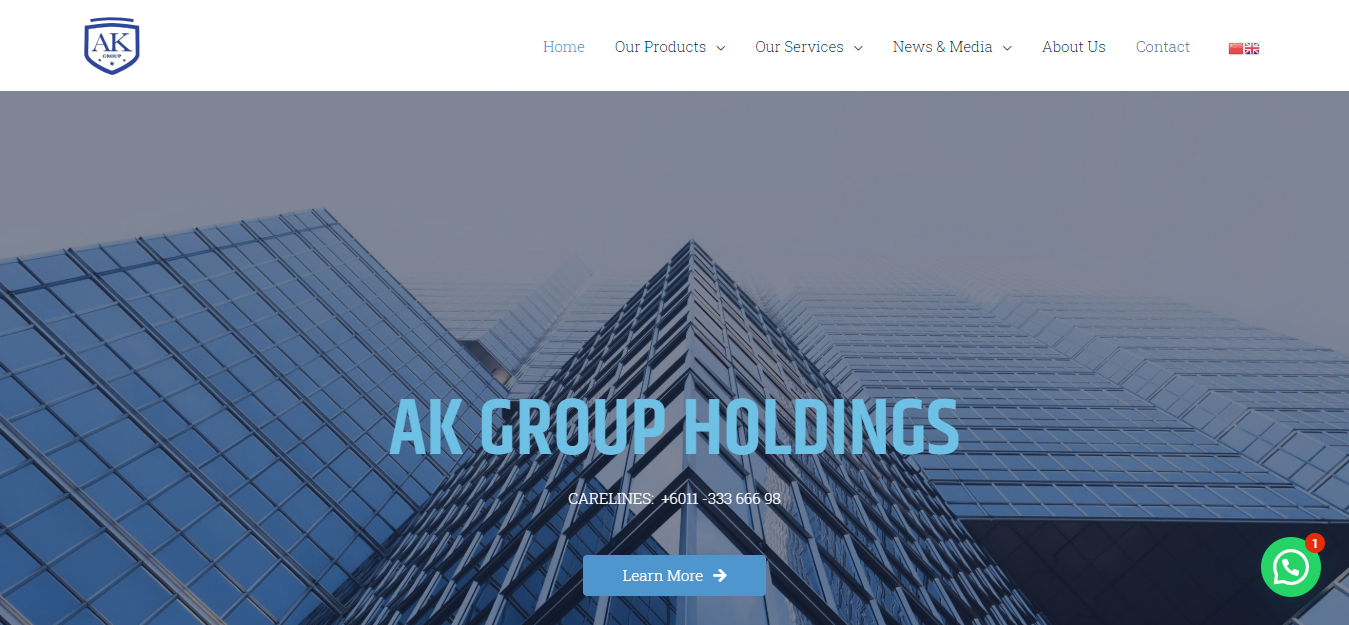 AK
GROUP
Home
Our Products
Our Services
News & Media
About Us
Contact
AK GROUP HOLDINGS
CARELINES: +6011 -333 666 98
Learn More
1